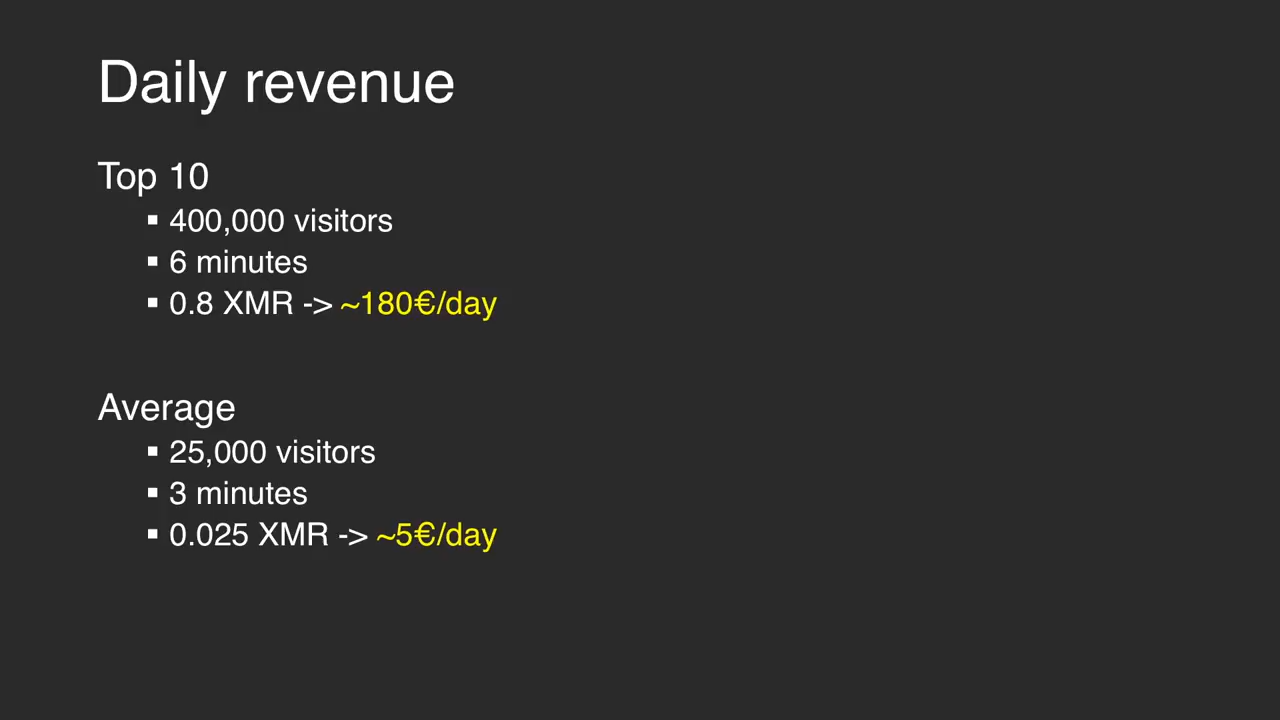 Daily revenue
Top 10
▪ 400,000 visitors
▪ 6 minutes
▪ 0.8 XMR -> ~180€/day
Average
▪ 25,000 visitors
▪ 3 minutes
▪ 0.025 XMR -> ~5€/day